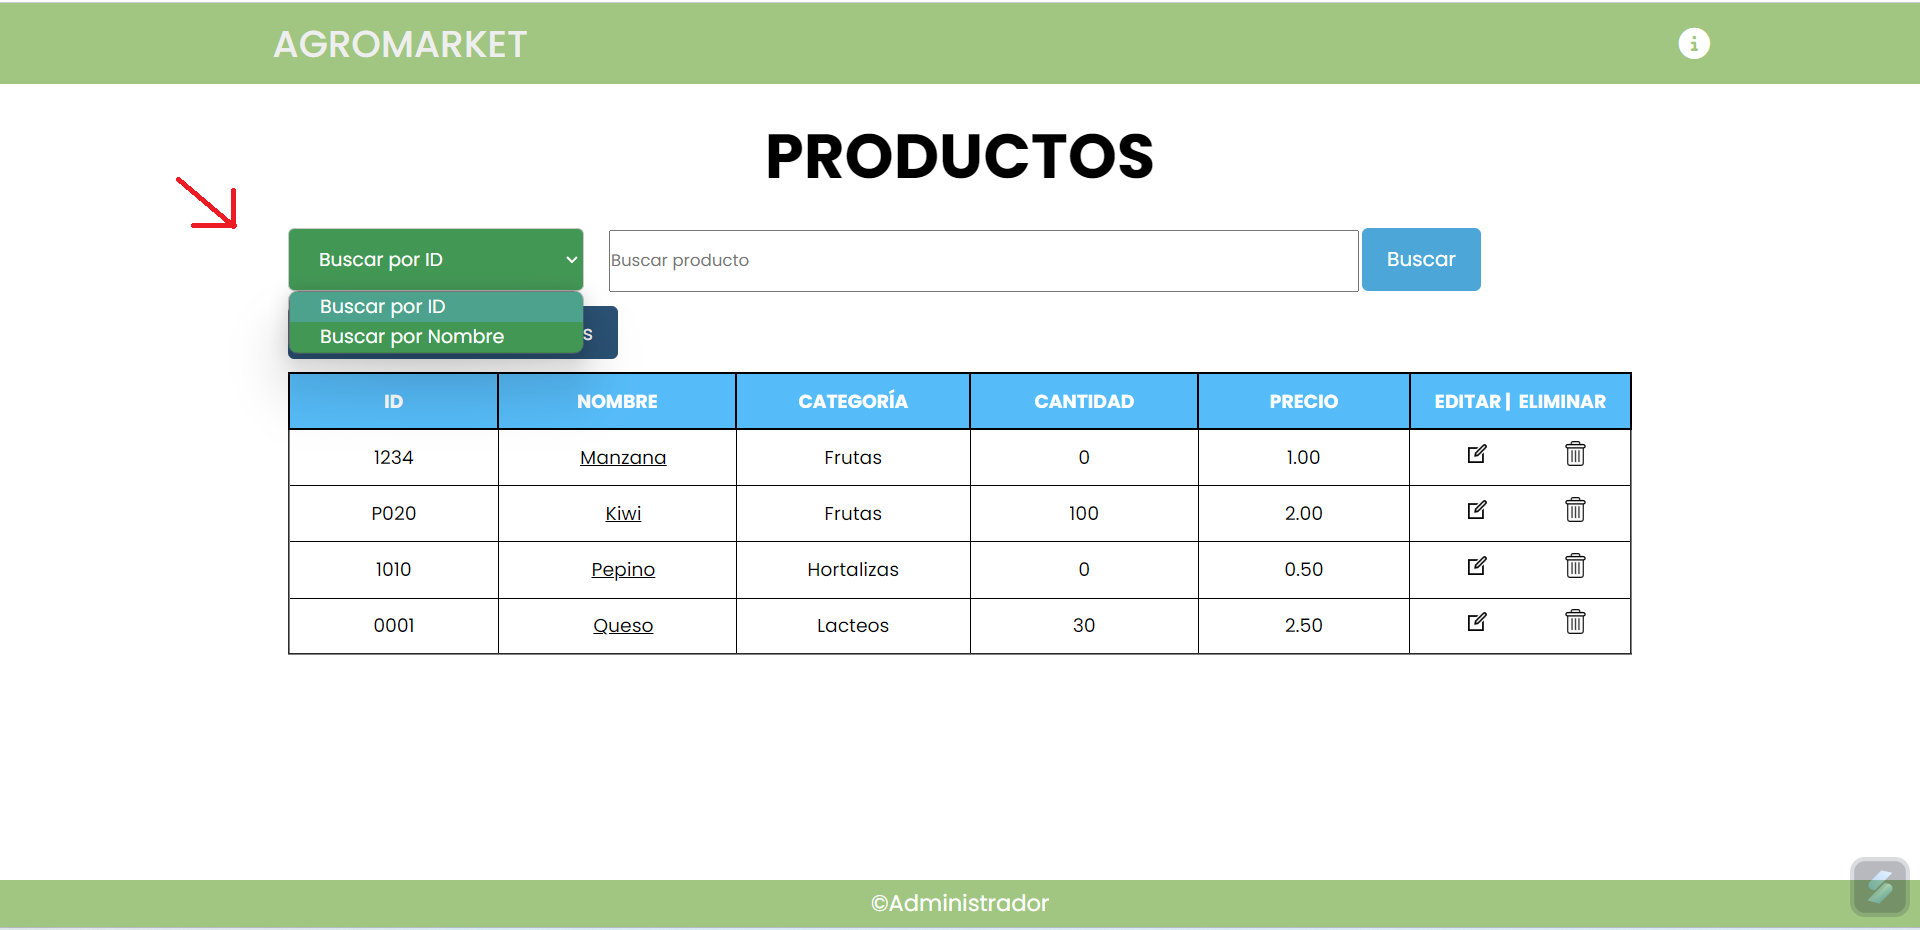 AGROMARKET
PRODUCTOS
Buscar por ID
Buscar producto
Buscar
Buscar por ID
Buscar por Nombre
s
ID NOMBRE CATEGORÍA CANTIDAD PRECIO EDITAR | ELIMINAR
1234 Manzana Frutas 0 1.00
P020 Kiwi Frutas 100 2.00
1010 Pepino Hortalizas 0 0.50
0001 Queso Lacteos 30 2.50
©Administrador